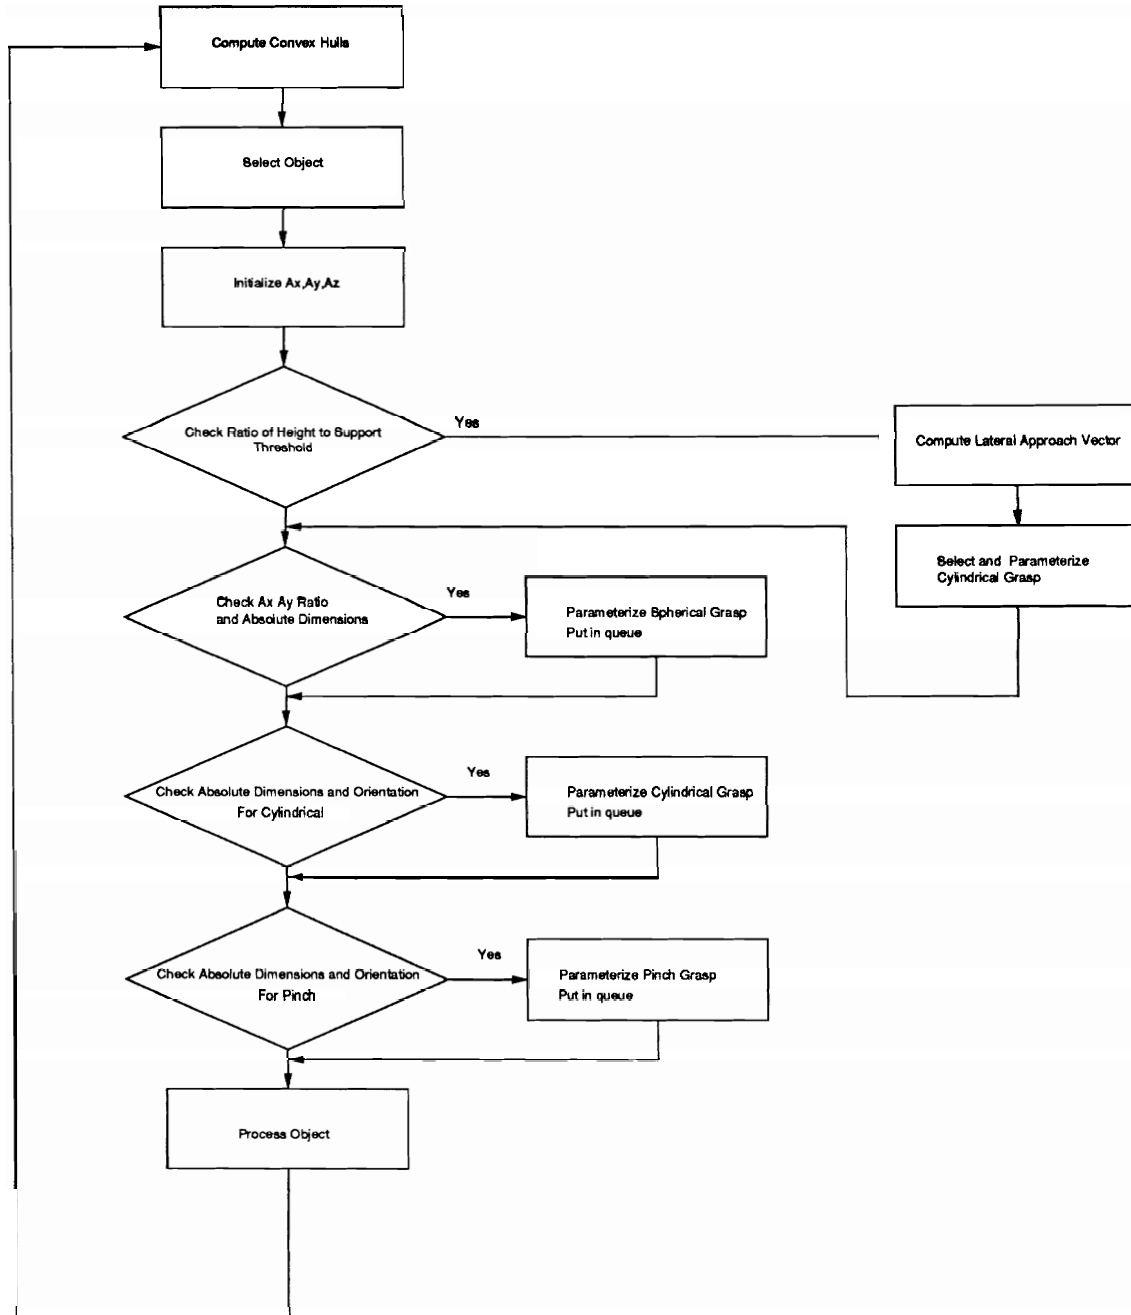 Compute Convex Hulls
Select Object
Initialize Ax,Ay,Az
Check Ratio of Height to Support
Threshold
Yes
Compute Lateral Approach Vector
Select and Parameterize
Cylindrical Grasp
Check Ax Ay Ratio
and Absolute Dimensions
Yes
Parameterize Spherical Grasp
Put in queue
Check Absolute Dimensions and Orientation
For Cylindrical
Yes
Parameterize Cylindrical Grasp
Put in queue
Check Absolute Dimensions and Orientation
For Pinch
Yes
Parameterize Pinch Grasp
Put in queue
Process Object